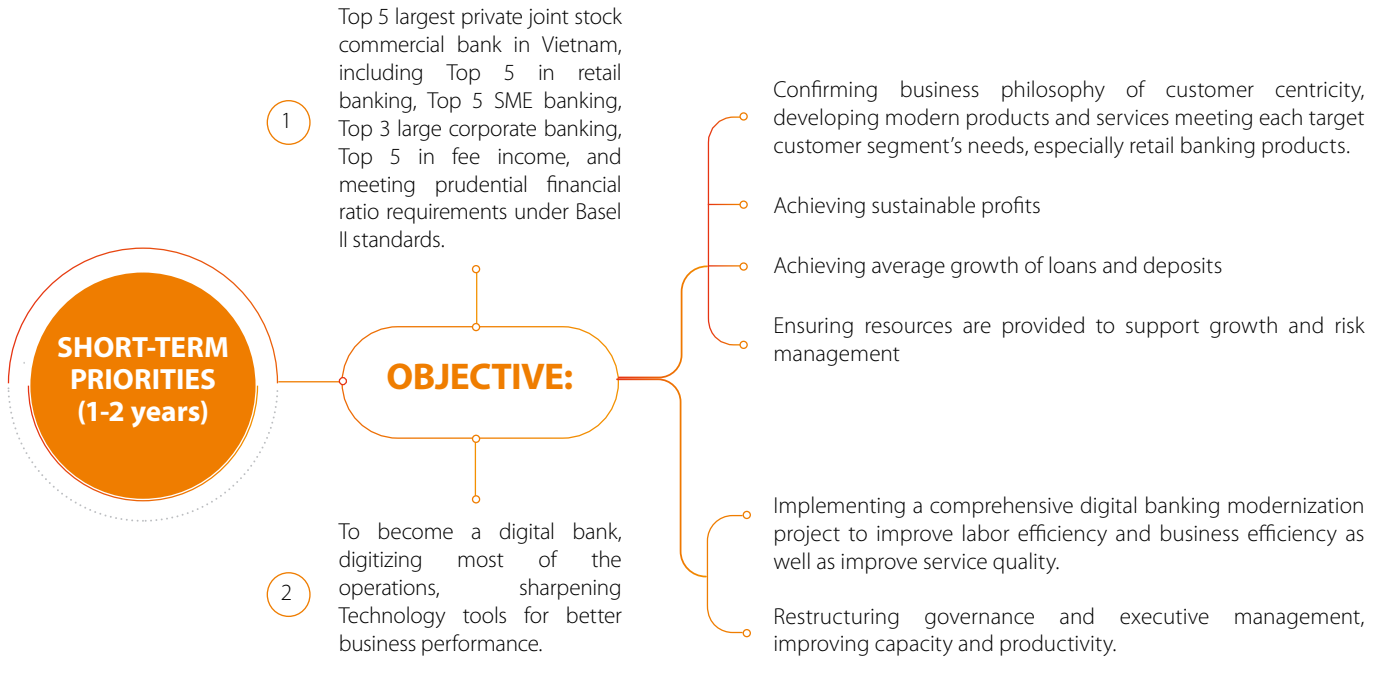 Top 5 largest private joint stock
commercial bank in Vietnam,
including Top 5 in retail
banking, Top 5 SME banking,
Top 3 large corporate banking,
Top 5 in fee income, and
meeting prudential financial
ratio requirements under Basel
II standards.
1
SHORT-TERM
PRIORITIES
(1-2 years)
OBJECTIVE:
2
To become a digital bank,
digitizing most of the
operations, sharpening
Technology tools for better
business performance.
Confirming business philosophy of customer centricity,
developing modern products and services meeting each target
customer segment’s needs, especially retail banking products.
Achieving sustainable profits
Achieving average growth of loans and deposits
Ensuring resources are provided to support growth and risk
management
Implementing a comprehensive digital banking modernization
project to improve labor efficiency and business efficiency as
well as improve service quality.
Restructuring governance and executive management,
improving capacity and productivity.